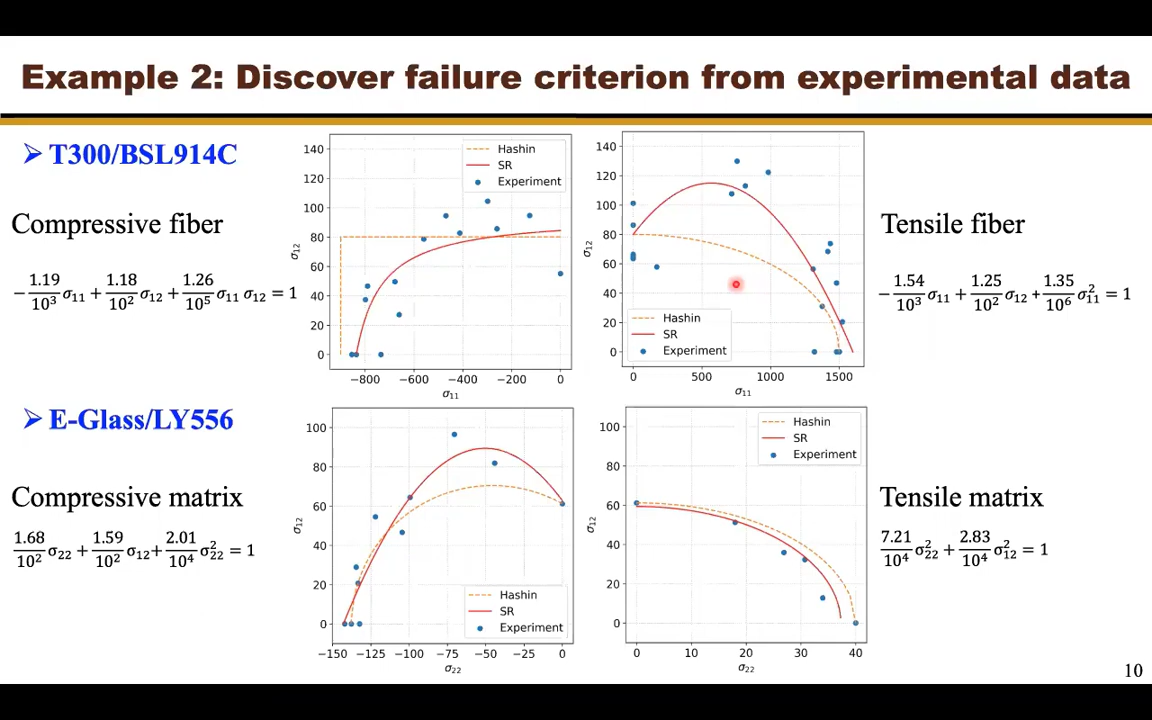 Example 2: Discover failure criterion from experimental data
➢ T300/BSL914C
Compressive fiber
−1.19/10³ σ₁₁ + 1.18/10² σ₁₂ + 1.26/10⁵ σ₁₁ σ₁₂ = 1
140
120
100
80
60
40
20
0
σ₁₂
Hashin
SR
Experiment
−800 −600 −400 −200 0
σ₁₁
140
120
100
80
60
40
20
0
σ₁₂
Hashin
SR
Experiment
0 500 1000 1500
σ₁₁
Tensile fiber
−1.54/10³ σ₁₁ + 1.25/10² σ₁₂ + 1.35/10⁶ σ₁₁² = 1
➢ E-Glass/LY556
Compressive matrix
1.68/10² σ₂₂ + 1.59/10² σ₁₂ + 2.01/10⁴ σ₂₂² = 1
100
80
60
40
20
0
σ₁₂
Hashin
SR
Experiment
−150 −125 −100 −75 −50 −25 0
σ₂₂
100
80
60
40
20
0
σ₁₂
Hashin
SR
Experiment
0 10 20 30 40
σ₂₂
Tensile matrix
7.21/10⁴ σ₂₂² + 2.83/10⁴ σ₁₂² = 1
10